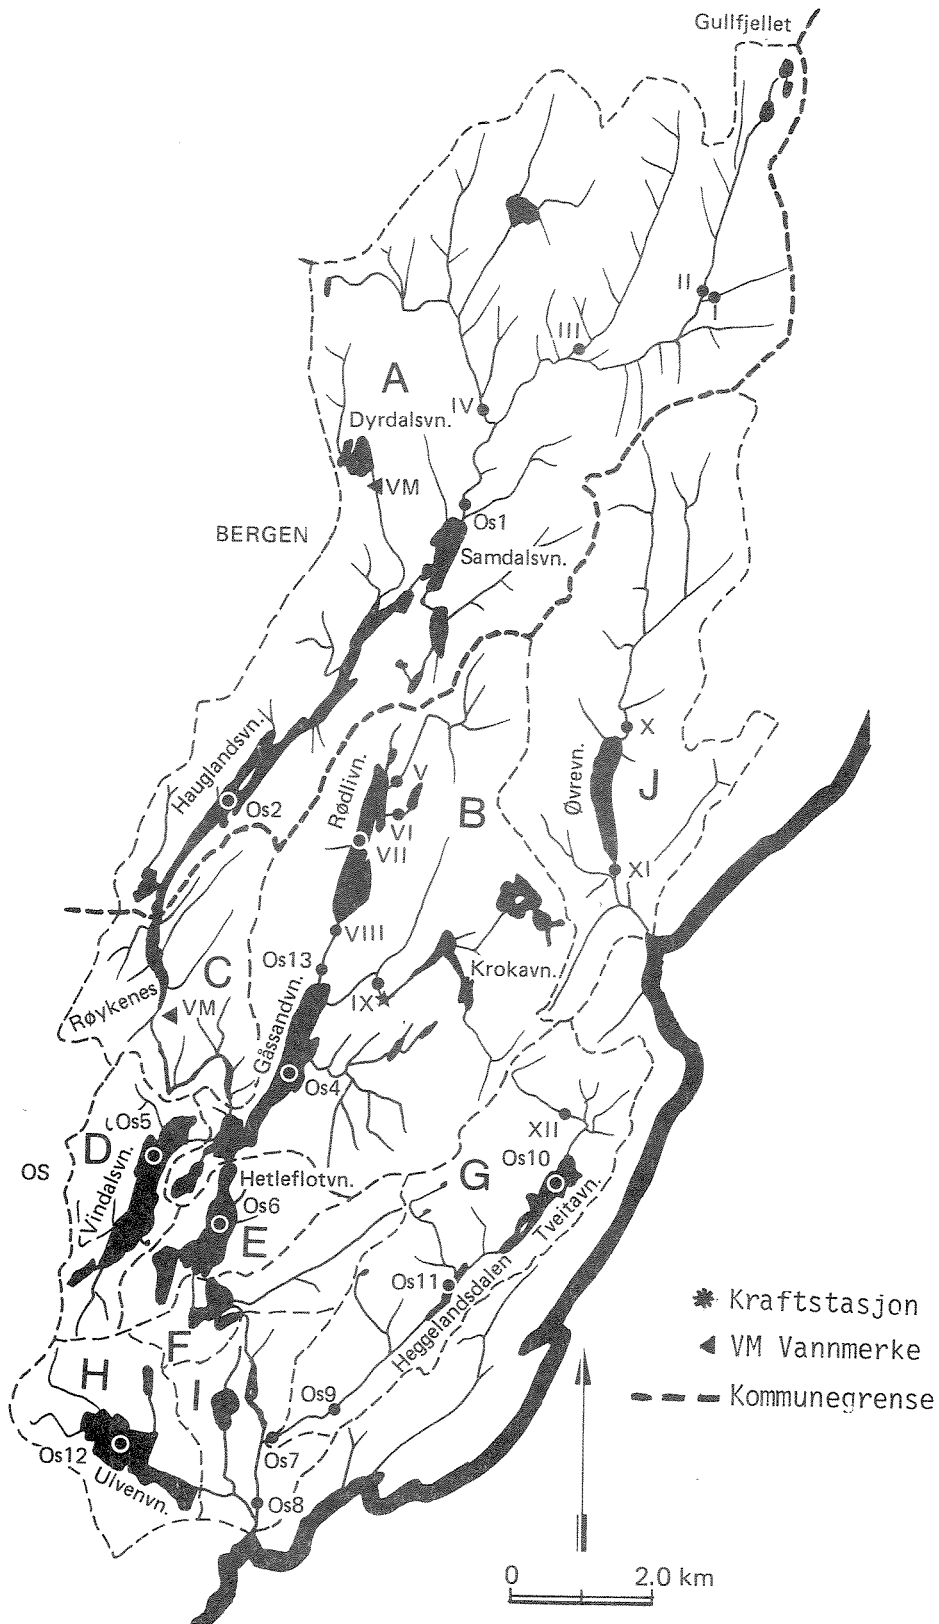 Gullfjellet
II
I
III
A
IV
Dyrdalsvn.
VM
Os1
BERGEN
Samdalsvn.
X
Hauglandsvn.
Rødlivn.
V
B
Øvrevn.
J
Os2
VI
VII
XI
VIII
Os13
Krokavn.
C
IX
Røykenes
VM
Gåssandvn.
Os4
Os5
XII
D
OS
Vindalsvn.
Hetleflotvn.
G
Os10
Tveitavn.
Os6
E
Os11
Heggelandsdalen
Kraftstasjon
VM Vannmerke
Kommunegrense
F
H
I
Os9
Os12
Os7
Ulvenvn.
Os8
0 2.0 km